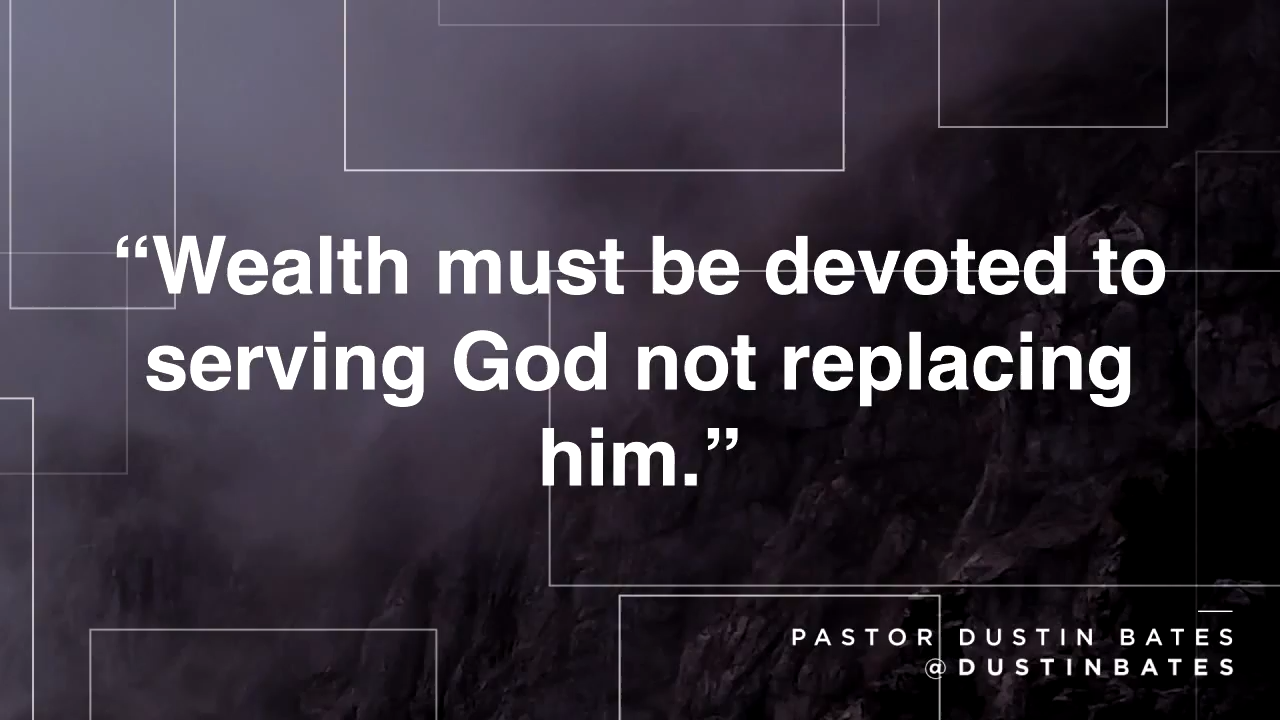 “Wealth must be devoted to
serving God not replacing
him.”
PASTOR DUSTIN BATES
@DUSTINBATES